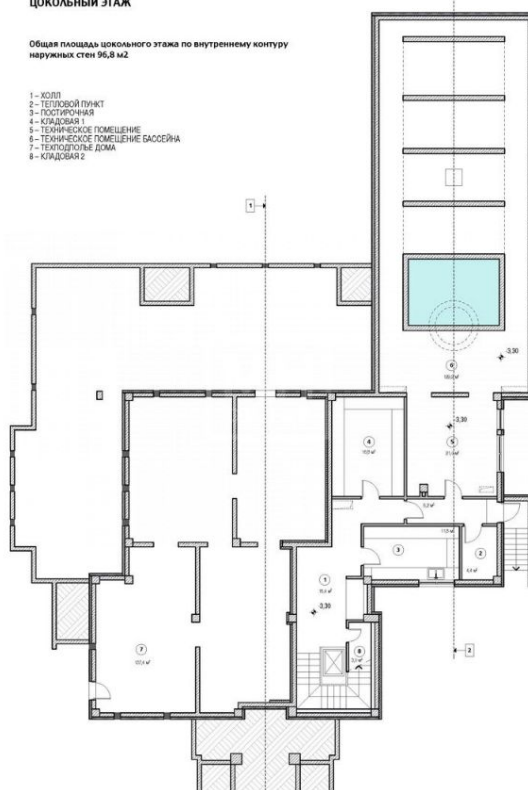 ЦОКОЛЬНЫЙ ЭТАЖ
Общая площадь цокольного этажа по внутреннему контуру
наружных стен 96,8 м2
1 – ХОЛЛ
2 – ТЕПЛОВОЙ ПУНКТ
3 – ПОСТИРОЧНАЯ
4 – КЛАДОВАЯ 1
5 – ТЕХНИЧЕСКОЕ ПОМЕЩЕНИЕ
6 – ТЕХНИЧЕСКОЕ ПОМЕЩЕНИЕ БАССЕЙНА
7 – ТЕХПОДПОЛЬЕ ДОМА
8 – КЛАДОВАЯ 2
1
-3,30
6
-3,30
4
5
3
2
1
-3,30
7
8
2